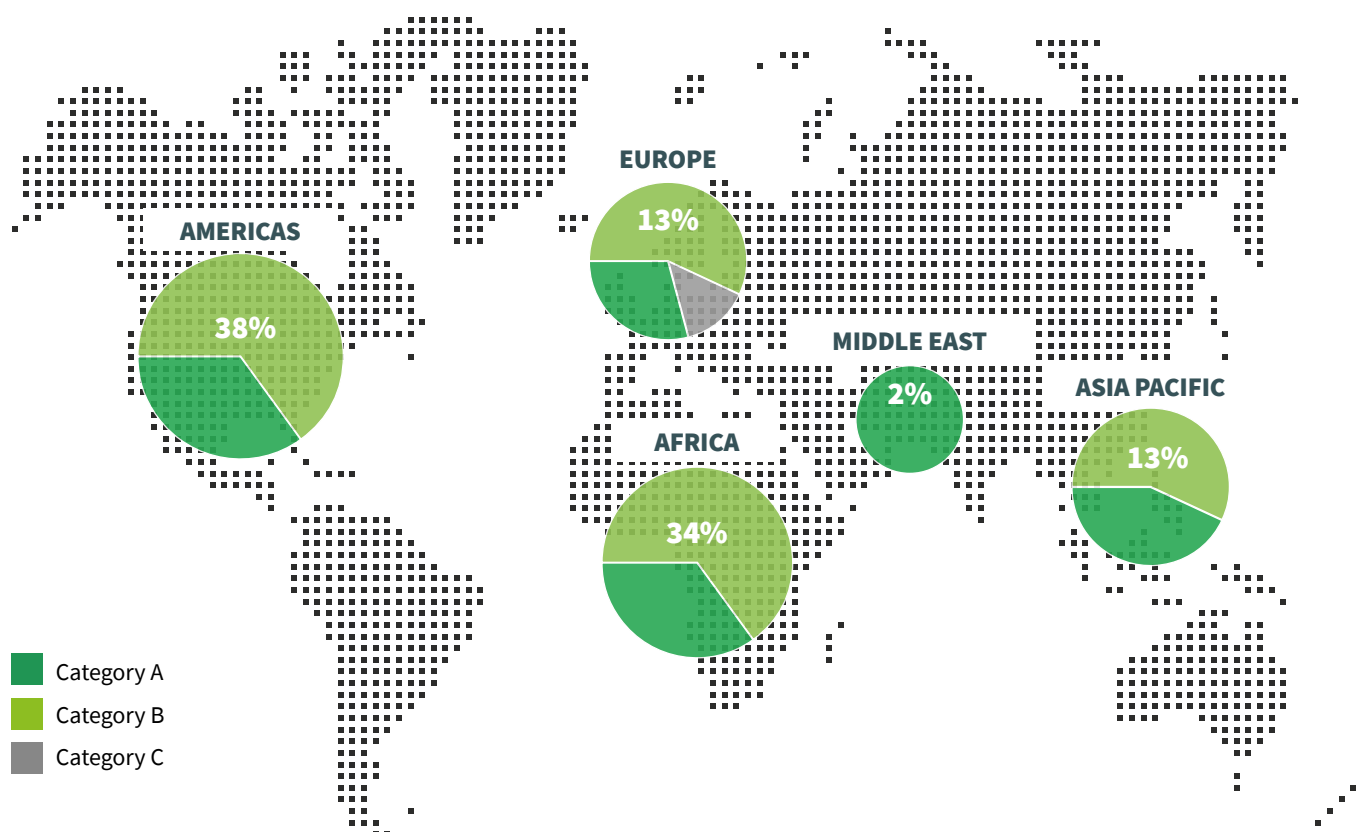 EUROPE
13%
AMERICAS
38%
MIDDLE EAST
2%
ASIA PACIFIC
13%
AFRICA
34%
Category A
Category B
Category C